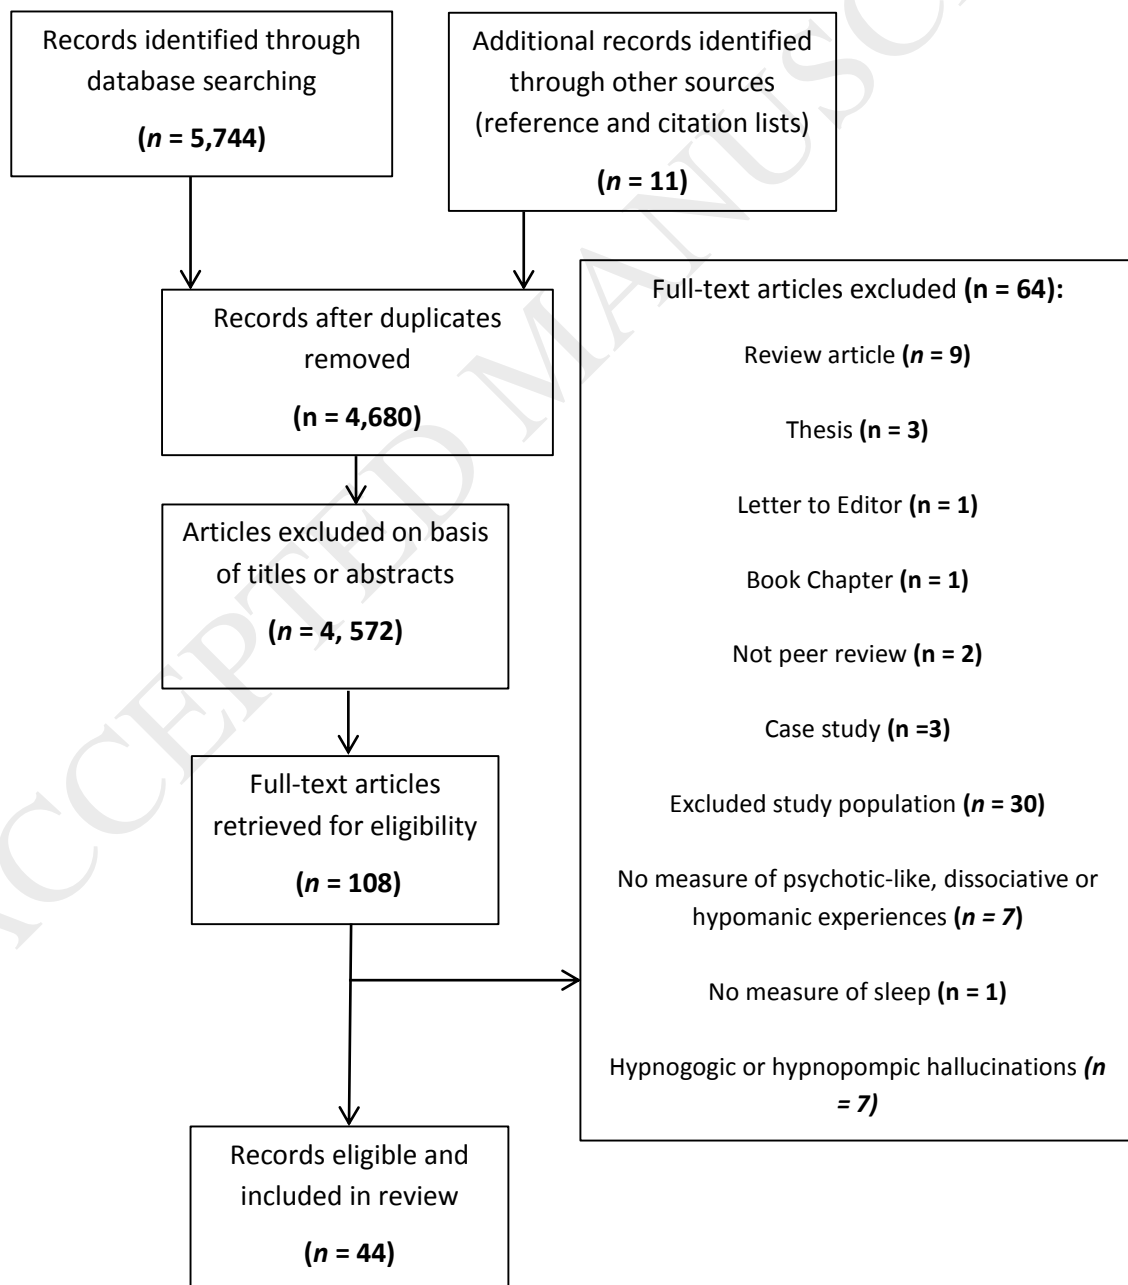 Records identified through
database searching
(n = 5,744)
Additional records identified
through other sources
(reference and citation lists)
(n = 11)
Records after duplicates
removed
(n = 4,680)
Articles excluded on basis
of titles or abstracts
(n = 4, 572)
Full-text articles
retrieved for eligibility
(n = 108)
Full-text articles excluded (n = 64):
Review article (n = 9)
Thesis (n = 3)
Letter to Editor (n = 1)
Book Chapter (n = 1)
Not peer review (n = 2)
Case study (n =3)
Excluded study population (n = 30)
No measure of psychotic-like, dissociative or
hypomanic experiences (n = 7)
No measure of sleep (n = 1)
Hypnogogic or hypnopompic hallucinations (n
= 7)
Records eligible and
included in review
(n = 44)
ACCEPTED MANUSC